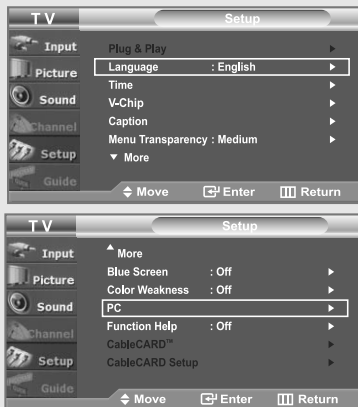 TV Setup
Input
Picture
Sound
Channel
Setup
Guide
Plug & Play
Language : English
Time
V-Chip
Caption
Menu Transparency : Medium
▼ More
Move Enter Return
TV Setup
Input
Picture
Sound
Channel
Setup
Guide
▲ More
Blue Screen : Off
Color Weakness : Off
PC
Function Help : Off
CableCARD™
CableCARD Setup
Move Enter Return